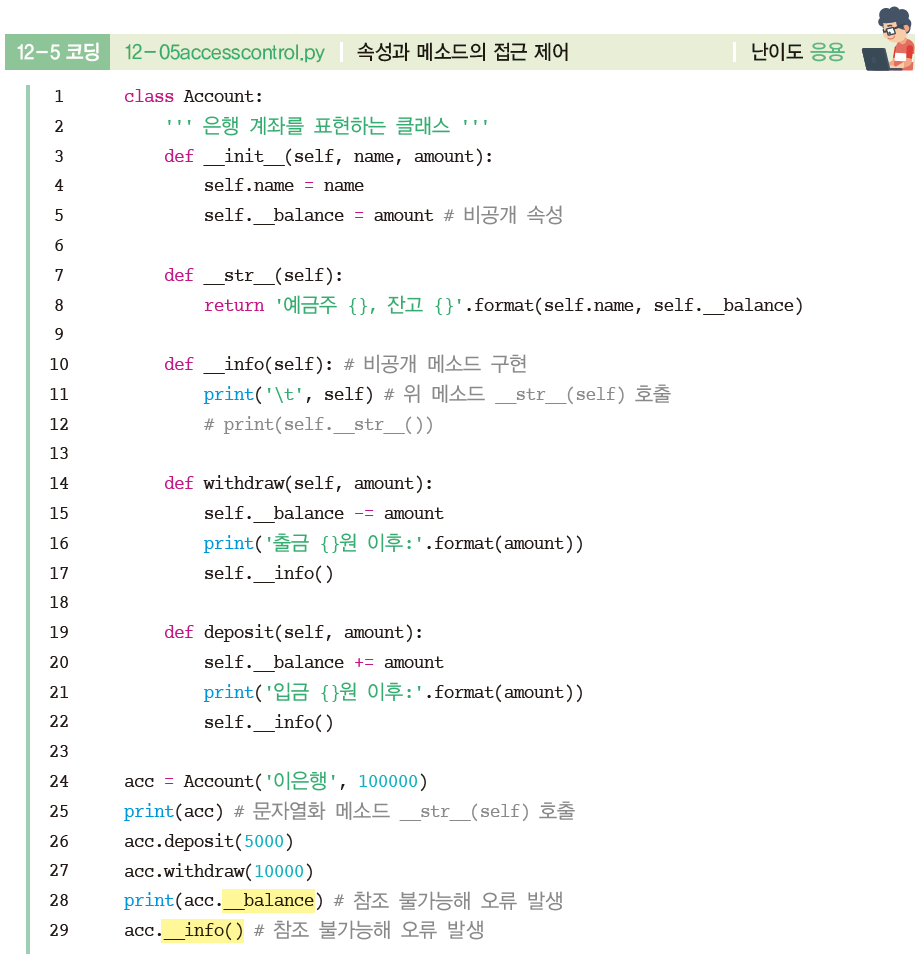 12-5 코딩 12-05accesscontrol.py 속성과 메소드의 접근 제어 난이도 응용
1 class Account:
2     ''' 은행 계좌를 표현하는 클래스 '''
3     def __init__(self, name, amount):
4         self.name = name
5         self.__balance = amount # 비공개 속성
6
7     def __str__(self):
8         return '예금주 {}, 잔고 {}'.format(self.name, self.__balance)
9
10     def __info(self): # 비공개 메소드 구현
11         print('\t', self) # 위 메소드 __str__(self) 호출
12         # print(self.__str__())
13
14     def withdraw(self, amount):
15         self.__balance -= amount
16         print('출금 {}원 이후:'.format(amount))
17         self.__info()
18
19     def deposit(self, amount):
20         self.__balance += amount
21         print('입금 {}원 이후:'.format(amount))
22         self.__info()
23
24 acc = Account('이은행', 100000)
25 print(acc) # 문자열화 메소드 __str__(self) 호출
26 acc.deposit(5000)
27 acc.withdraw(10000)
28 print(acc.__balance) # 참조 불가능해 오류 발생
29 acc.__info() # 참조 불가능해 오류 발생